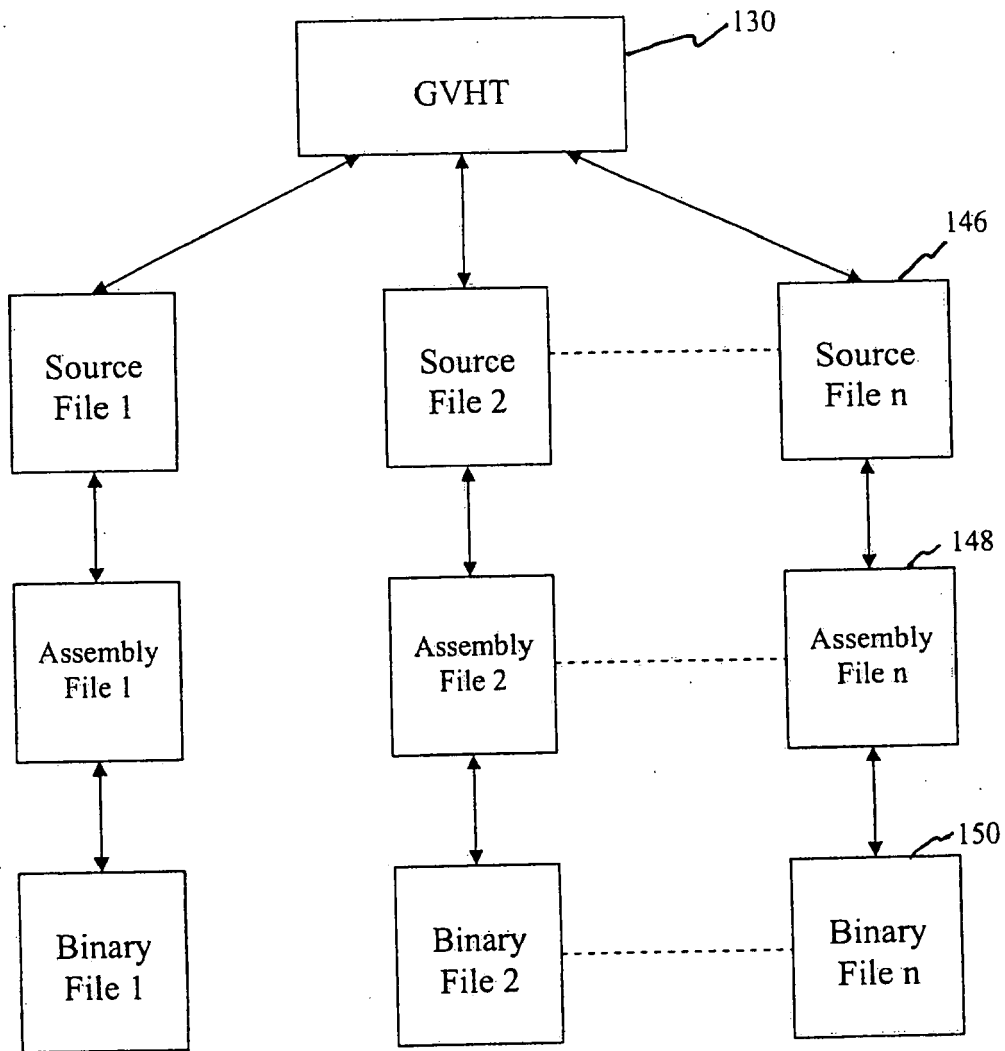 130
GVHT
146
Source
File 1
Source
File 2
Source
File n
148
Assembly
File 1
Assembly
File 2
Assembly
File n
150
Binary
File 1
Binary
File 2
Binary
File n